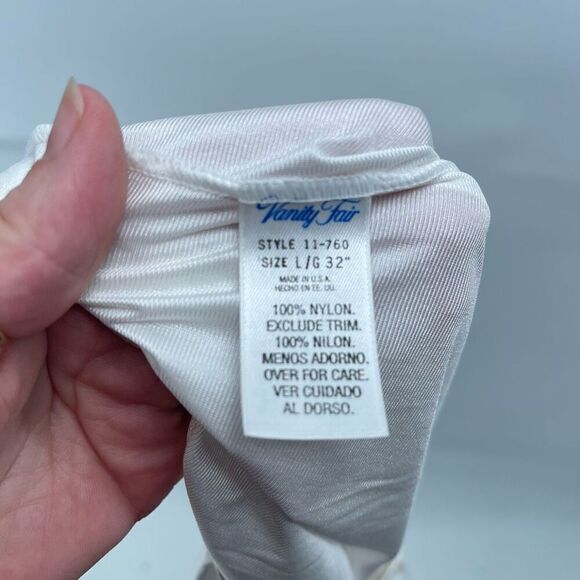 Vanity Fair
STYLE 11-760
SIZE L/G 32"
MADE IN U.S.A.
HECHO EN EE. UU.
100% NYLON.
EXCLUDE TRIM.
100% NILON.
MENOS ADORNO.
OVER FOR CARE.
VER CUIDADO
AL DORSO.